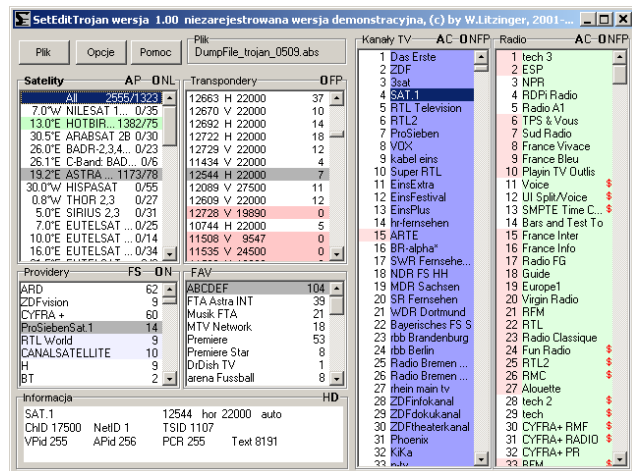 SetEditTrojan wersja 1.00 niezarejestrowana wersja demonstracyjna, (c) by W.Litzinger, 2001-...
Plik
Opcje
Pomoc
Plik
DumpFile_trojan_0509.abs
Satelity AP ONL
All 2555/1323
7.0°W NILESAT 1... 0/35
13.0°E HOTBIR... 1382/75
30.5°E ARABSAT 2B 0/30
26.0°E BADR-2,3,4... 0/23
26.1°E C-Band: BAD... 0/6
19.2°E ASTRA ... 1173/78
30.0°W HISPASAT 0/55
0.8°W THOR 2,3 0/27
5.0°E SIRIUS 2,3 0/31
7.0°E EUTELSAT ... 0/25
10.0°E EUTELSAT ... 0/14
16.0°E EUTELSAT ... 0/34
Transpondery OFP
12663 H 22000 37
12670 V 22000 10
12692 H 22000 14
12722 H 22000 18
12729 V 22000 12
11434 V 22000 4
12544 H 22000 7
12089 V 27500 11
12609 V 22000 12
12728 V 19890 0
10744 H 22000 5
11508 V 9547 0
11535 V 24500 0
Providery FS ON
ARD 62
ZDFvision 9
CYFRA + 60
ProSiebenSat.1 14
RTL World 9
CANALSATELLITE 10
H 9
BT 2
FAV
ABCDEF 104
FTA Astra INT 39
Musik FTA 21
MTV Network 18
Premiere 53
Premiere Star 8
DrDish TV 1
arena Fussball 8
Informacja HD
SAT.1 12544 hor 22000 auto
ChID 17500 NetID 1 TSID 1107
VPid 255 APid 256 PCR 255 Text 8191
Kanały TV AC ONFP
1 Das Erste
2 ZDF
3 3sat
4 SAT.1
5 RTL Television
6 RTL2
7 ProSieben
8 VOX
9 kabel eins
10 Super RTL
11 EinsExtra
12 EinsFestival
13 EinsPlus
14 hr-fernsehen
15 ARTE
16 BR-alpha*
17 SWR Fernsehe...
18 NDR FS HH
19 MDR Sachsen
20 SR Fernsehen
21 WDR Dortmund
22 Bayerisches FS S
23 rbb Brandenburg
24 rbb Berlin
25 Radio Bremen ...
26 Radio Bremen ...
27 rhein main tv
28 ZDFinfokanal
29 ZDFdokukanal
30 ZDFtheaterkanal
31 Phoenix
32 KiKa
33 n-tv
Radio AC ONFP
1 tech 3
2 ESP
3 NPR
4 RDPi Radio
5 Radio A1
6 TPS & Vous
7 Sud Radio
8 France Vivace
9 France Bleu
10 Playin TV Outlis
11 Voice $
12 UI Split/Voice $
13 SMPTE Time C... $
14 Bars and Test To
15 France Inter
16 France Info
17 Radio FG
18 Guide
19 Europe1
20 Virgin Radio
21 RFM
22 RTL
23 Radio Classique
24 Fun Radio $
25 RTL2 $
26 RMC $
27 Alouette
28 tech 2 $
29 tech $
30 CYFRA+ RMF $
31 CYFRA+ RADIO $
32 CYFRA+ PR
33 BFM $